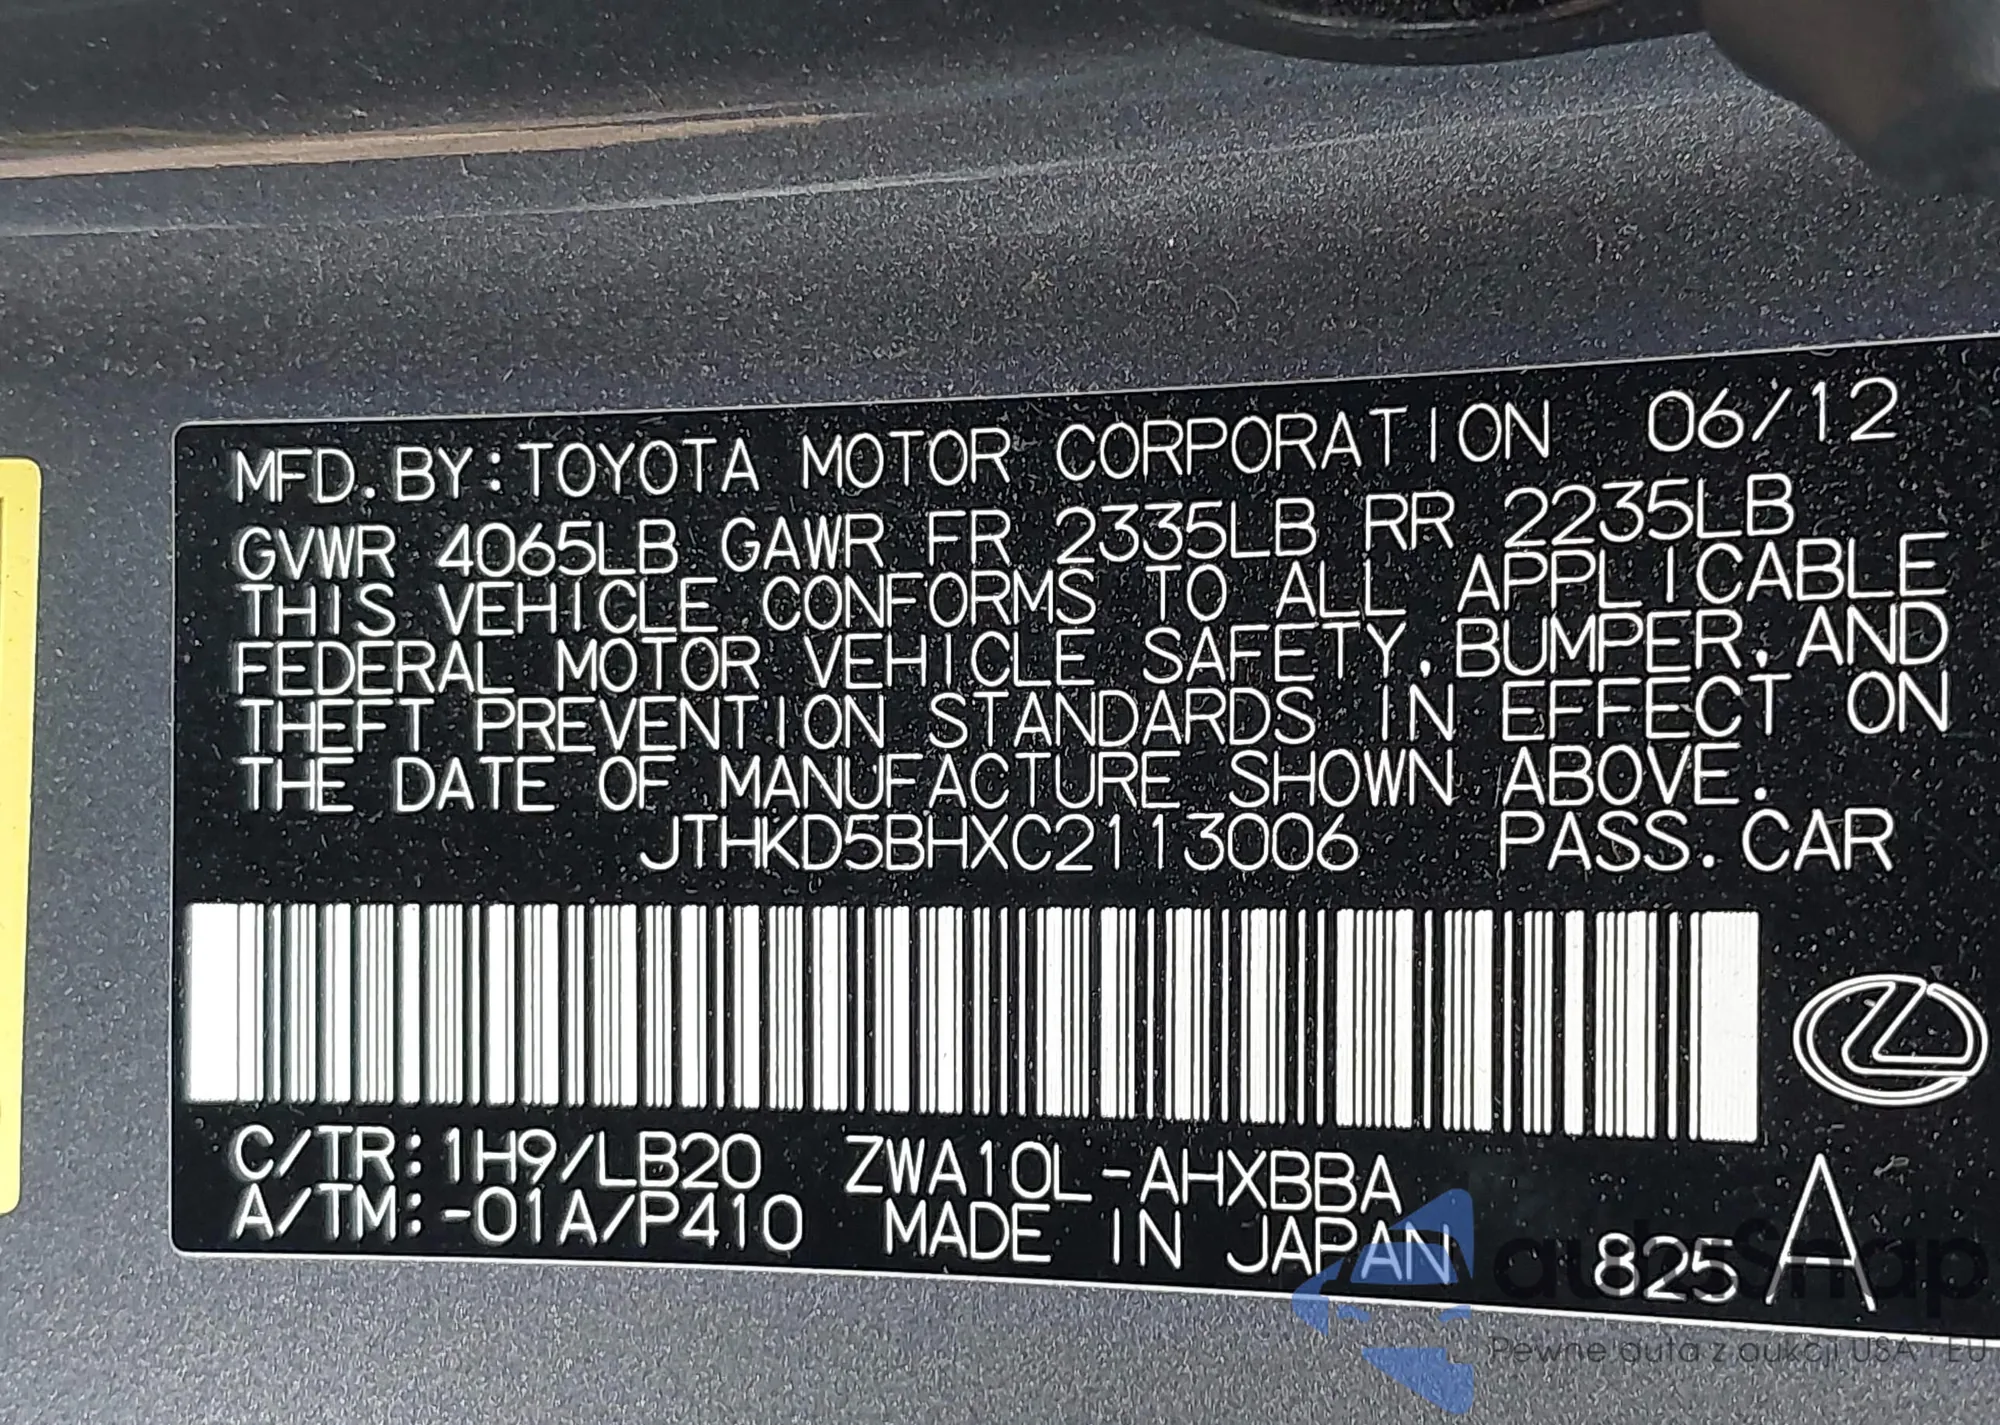 MFD. BY: TOYOTA MOTOR CORPORATION 06/12
GVWR 4065LB GAWR FR 2335LB RR 2235LB
THIS VEHICLE CONFORMS TO ALL APPLICABLE
FEDERAL MOTOR VEHICLE SAFETY, BUMPER, AND
THEFT PREVENTION STANDARDS IN EFFECT ON
THE DATE OF MANUFACTURE SHOWN ABOVE.
JTHKD5BHXC2113006 PASS. CAR
C/TR: 1H9/LB20 ZWA10L-AHXBBA
A/TM: -01A/P410 MADE IN JAPAN 825 A
autoSnap
Pewne auta z aukcji USA i EU